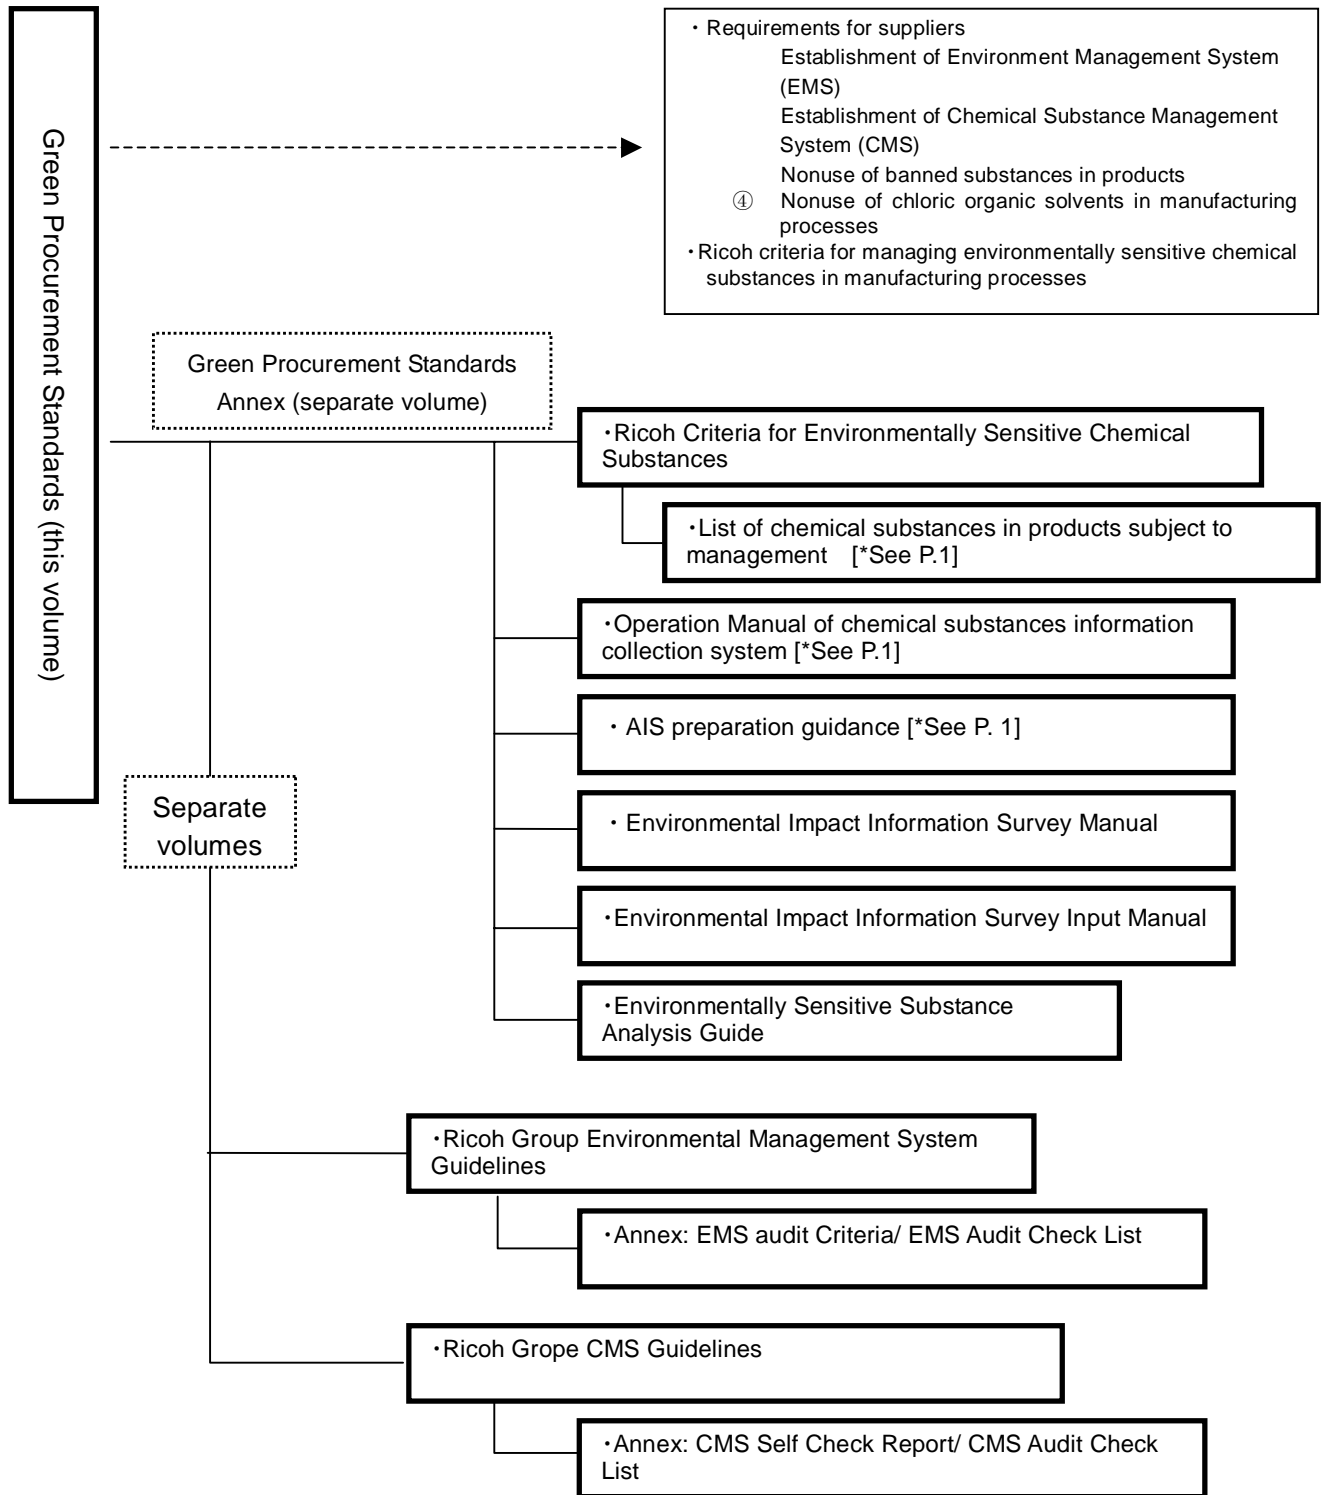 Green Procurement Standards (this volume)
・Requirements for suppliers
Establishment of Environment Management System
(EMS)
Establishment of Chemical Substance Management
System (CMS)
Nonuse of banned substances in products
④ Nonuse of chloric organic solvents in manufacturing
processes
・Ricoh criteria for managing environmentally sensitive chemical
substances in manufacturing processes
Green Procurement Standards
Annex (separate volume)
・Ricoh Criteria for Environmentally Sensitive Chemical
Substances
・List of chemical substances in products subject to
management [*See P.1]
・Operation Manual of chemical substances information
collection system [*See P.1]
・AIS preparation guidance [*See P. 1]
Separate
volumes
・Environmental Impact Information Survey Manual
・Environmental Impact Information Survey Input Manual
・Environmentally Sensitive Substance
Analysis Guide
・Ricoh Group Environmental Management System
Guidelines
・Annex: EMS audit Criteria/ EMS Audit Check List
・Ricoh Grope CMS Guidelines
・Annex: CMS Self Check Report/ CMS Audit Check
List